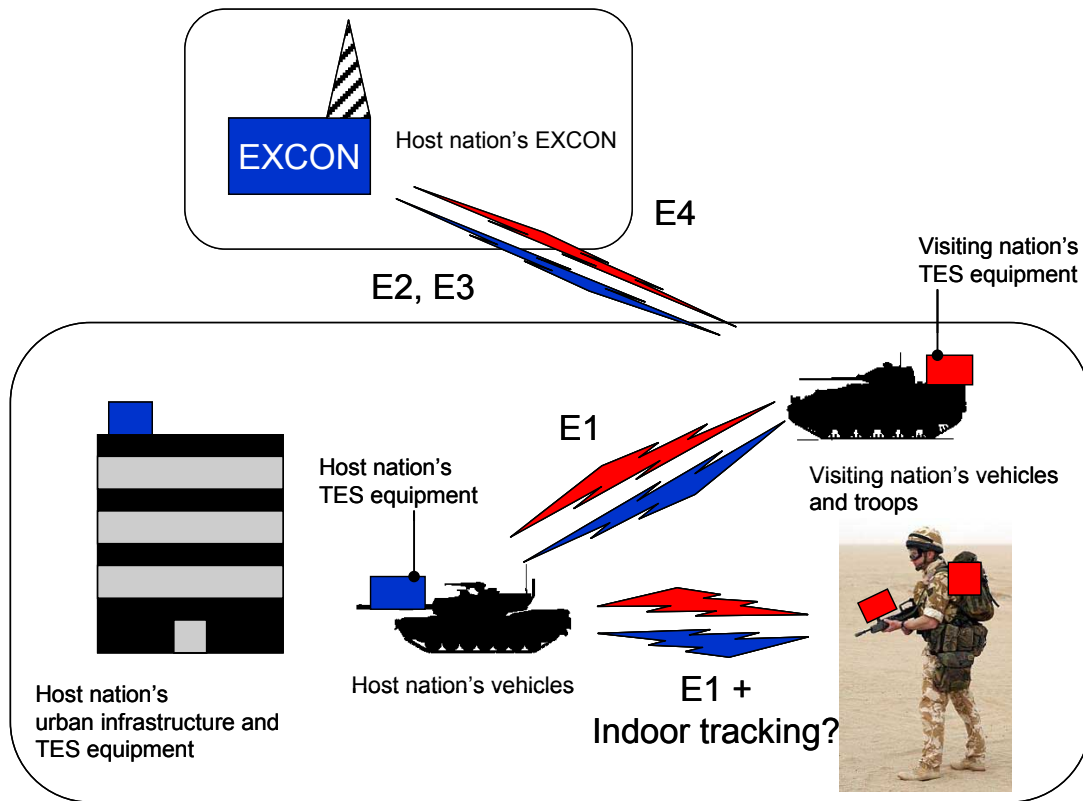 EXCON
Host nation's EXCON
E4
E2, E3
Visiting nation's
TES equipment
E1
Host nation's
TES equipment
Visiting nation's vehicles
and troops
Host nation's vehicles
E1 +
Indoor tracking?
Host nation's
urban infrastructure and
TES equipment